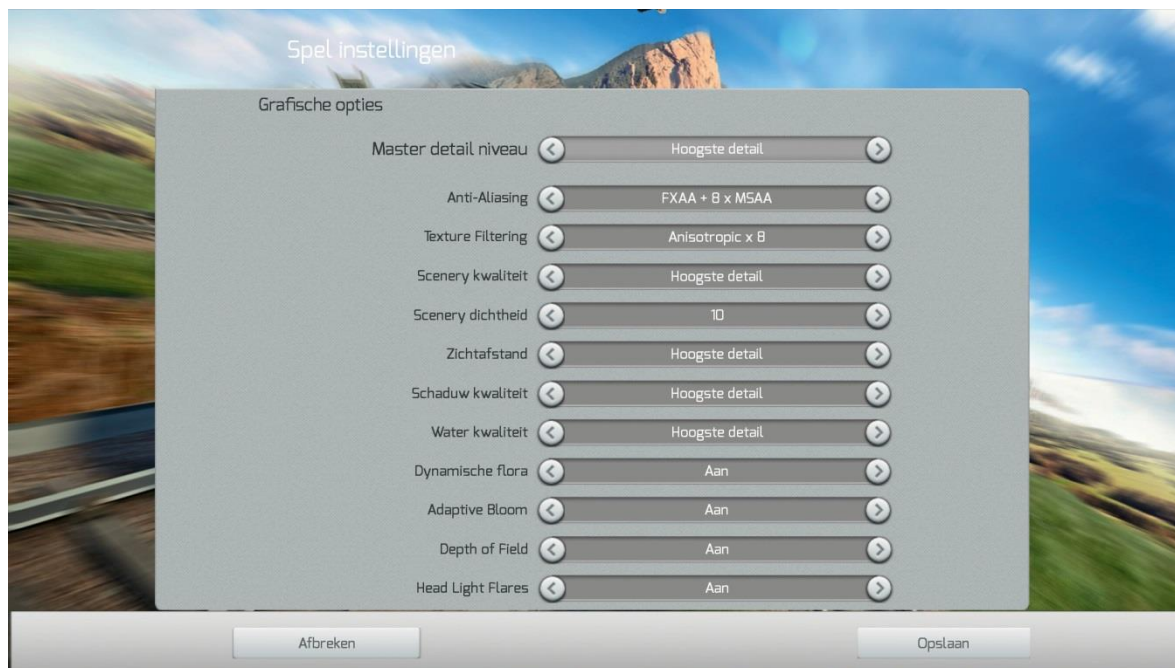 Spel instellingen
Grafische opties
Master detail niveau Hoogste detail
Anti-Aliasing FXAA + 8 x MSAA
Texture Filtering Anisotropic x 8
Scenery kwaliteit Hoogste detail
Scenery dichtheid 10
Zichtafstand Hoogste detail
Schaduw kwaliteit Hoogste detail
Water kwaliteit Hoogste detail
Dynamische flora Aan
Adaptive Bloom Aan
Depth of Field Aan
Head Light Flares Aan
Afbreken Opslaan